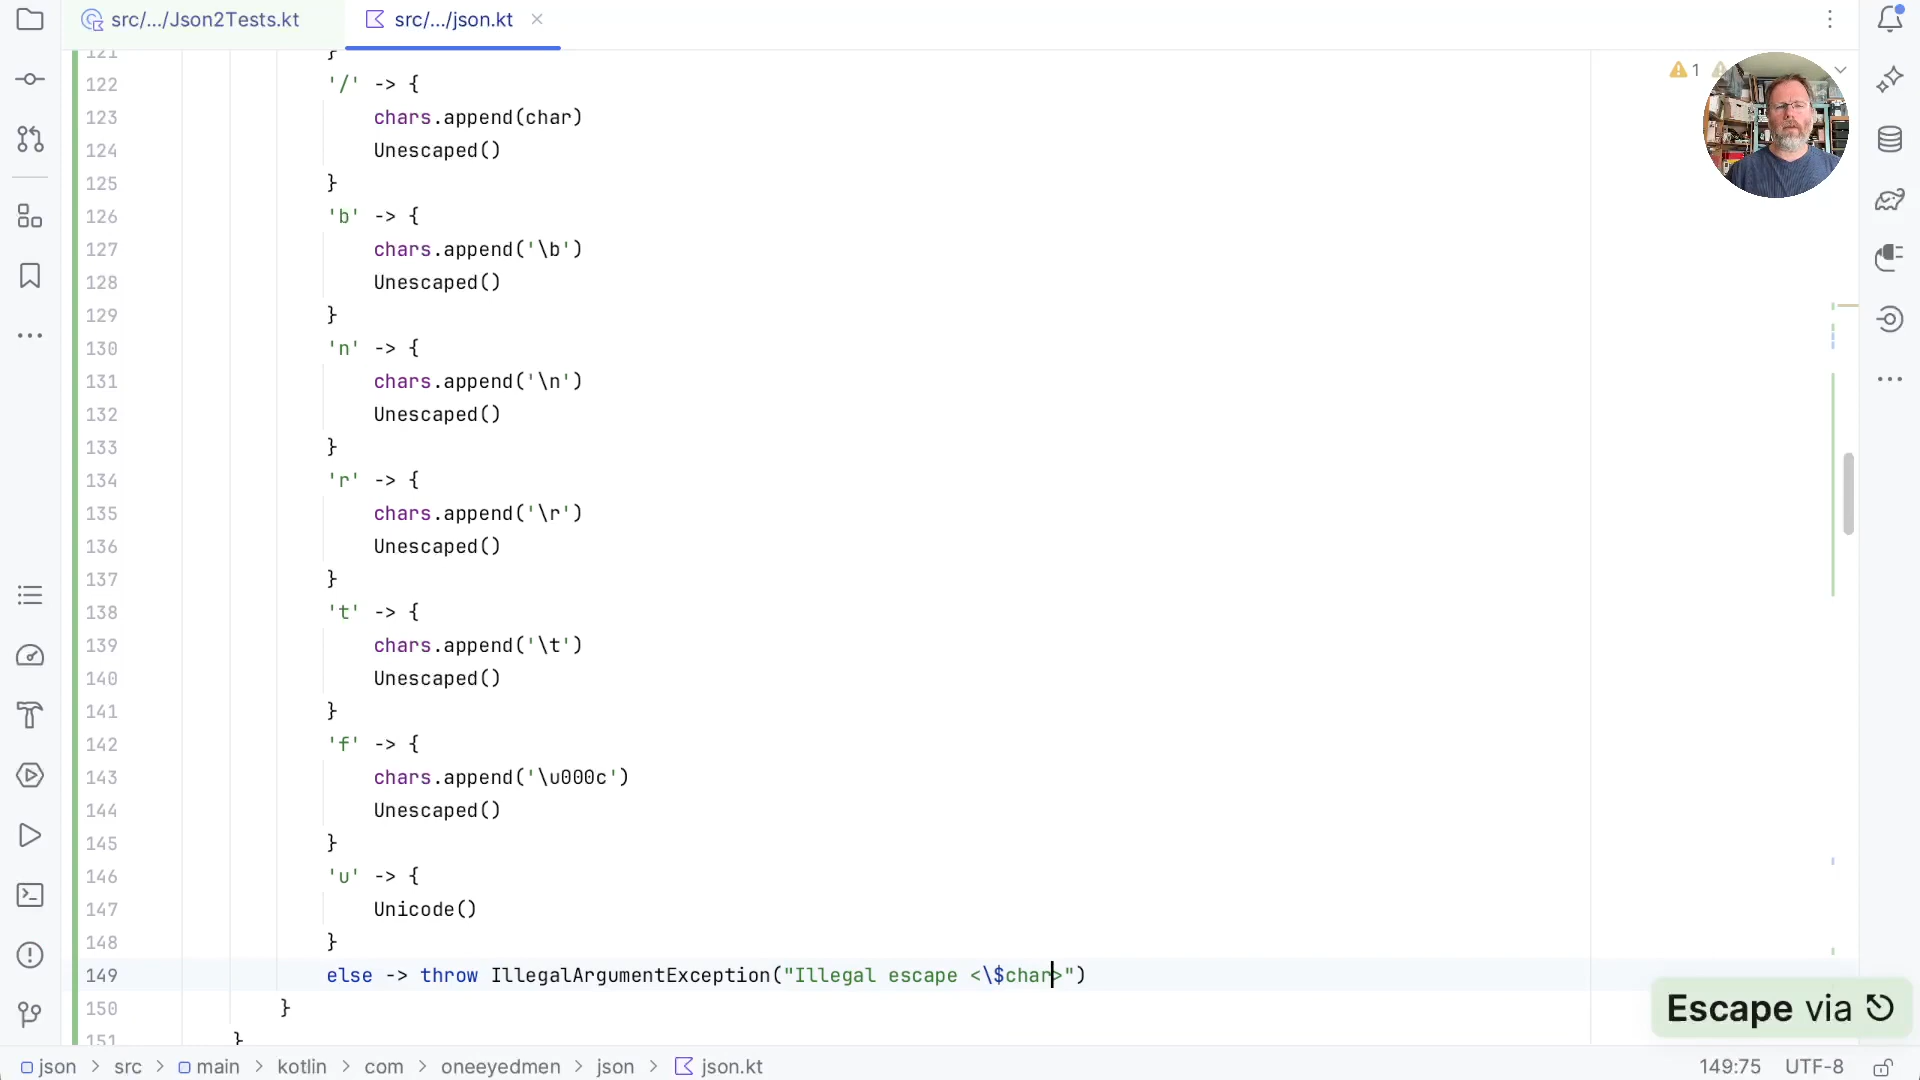 src/.../Json2Tests.kt
src/.../json.kt
1
121 }
122 '/' -> {
123 chars.append(char)
124 Unescaped()
125 }
126 'b' -> {
127 chars.append('\b')
128 Unescaped()
129 }
130 'n' -> {
131 chars.append('\n')
132 Unescaped()
133 }
134 'r' -> {
135 chars.append('\r')
136 Unescaped()
137 }
138 't' -> {
139 chars.append('\t')
140 Unescaped()
141 }
142 'f' -> {
143 chars.append('\u000c')
144 Unescaped()
145 }
146 'u' -> {
147 Unicode()
148 }
149 else -> throw IllegalArgumentException("Illegal escape <\$char>")
150 }
151 }
Escape via
json > src > main > kotlin > com > oneeyedmen > json > json.kt
149:75 UTF-8